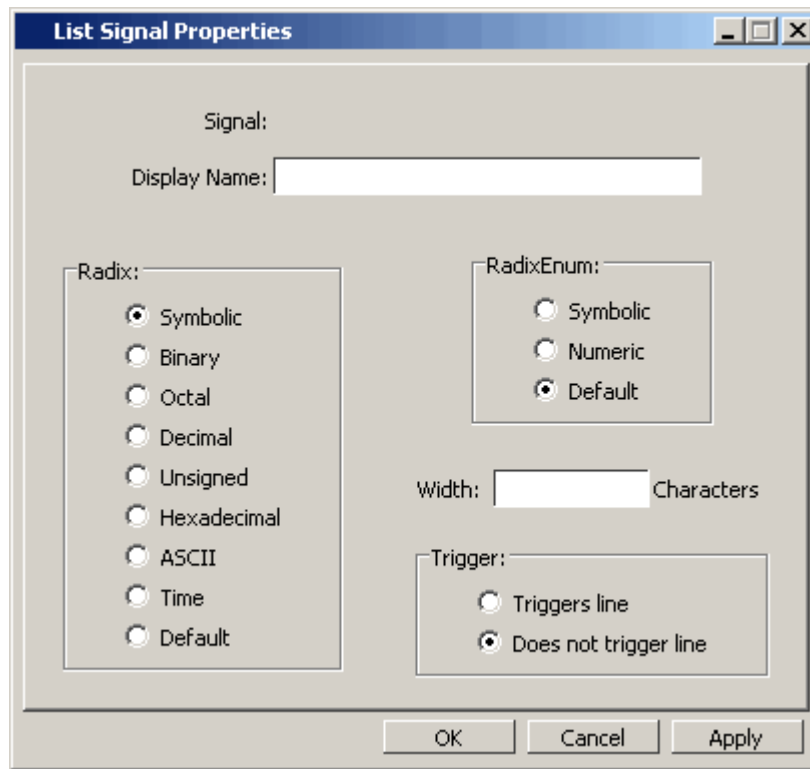 List Signal Properties
Signal:
Display Name:
Radix:
Symbolic
Binary
Octal
Decimal
Unsigned
Hexadecimal
ASCII
Time
Default
RadixEnum:
Symbolic
Numeric
Default
Width: Characters
Trigger:
Triggers line
Does not trigger line
OK Cancel Apply